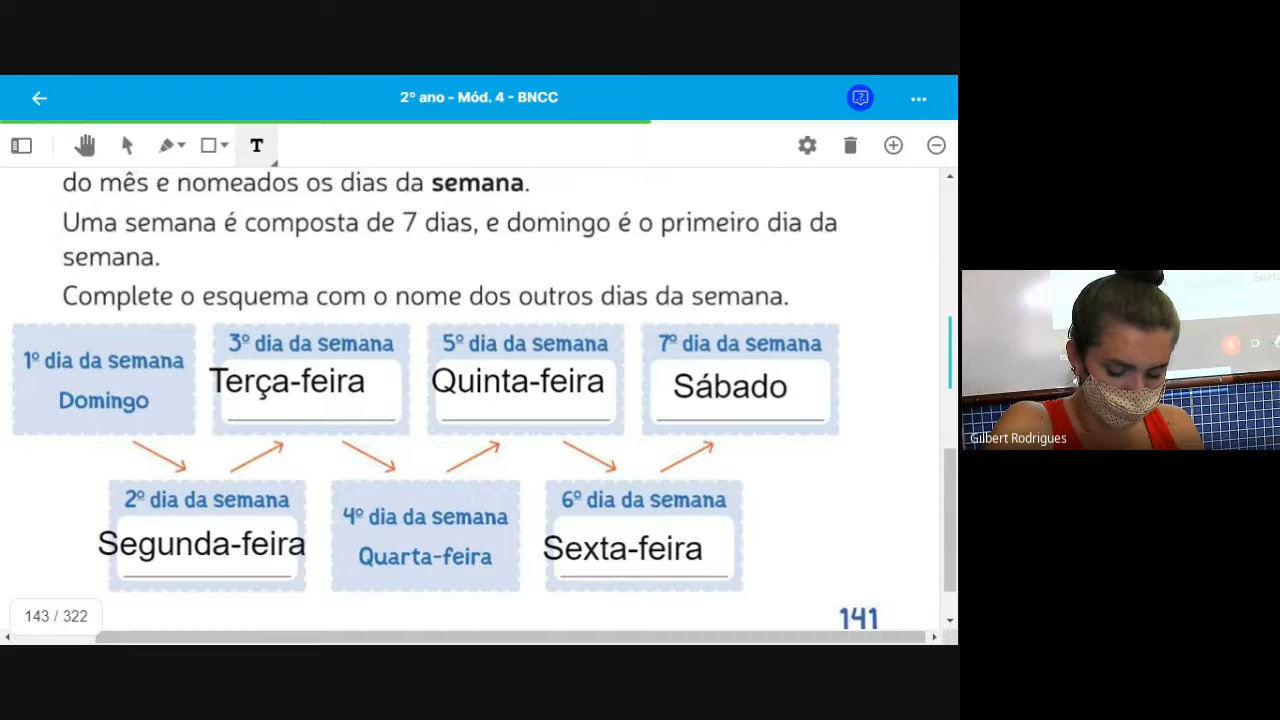 2º ano - Mód. 4 - BNCC
T
do mês e nomeados os dias da semana.
Uma semana é composta de 7 dias, e domingo é o primeiro dia da
semana.
Complete o esquema com o nome dos outros dias da semana.
1º dia da semana
Domingo
3º dia da semana
Terça-feira
5º dia da semana
Quinta-feira
7º dia da semana
Sábado
2º dia da semana
Segunda-feira
4º dia da semana
Quarta-feira
6º dia da semana
Sexta-feira
143 / 322
141
Gilbert Rodrigues